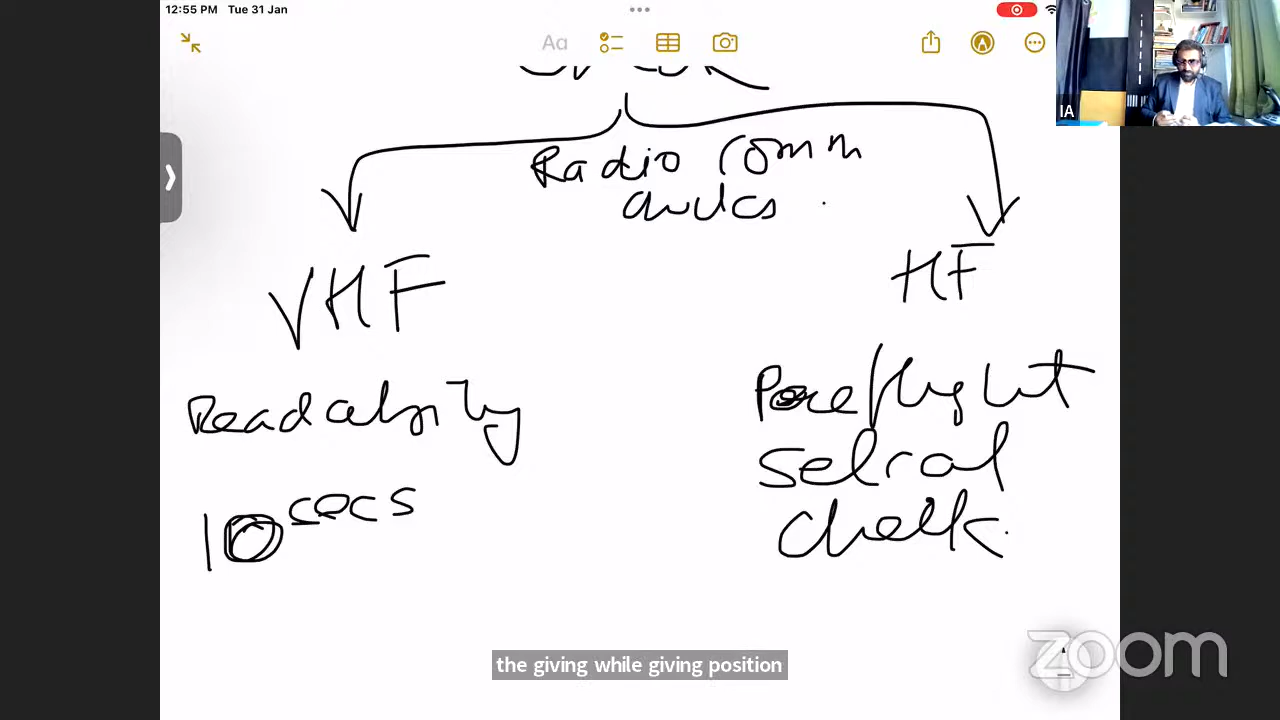 12:55 PM Tue 31 Jan
Aa
IA
Radio comm
checks
VHF
HF
Readability
10 secs
Preflight
selcal
check
the giving while giving position
zoom